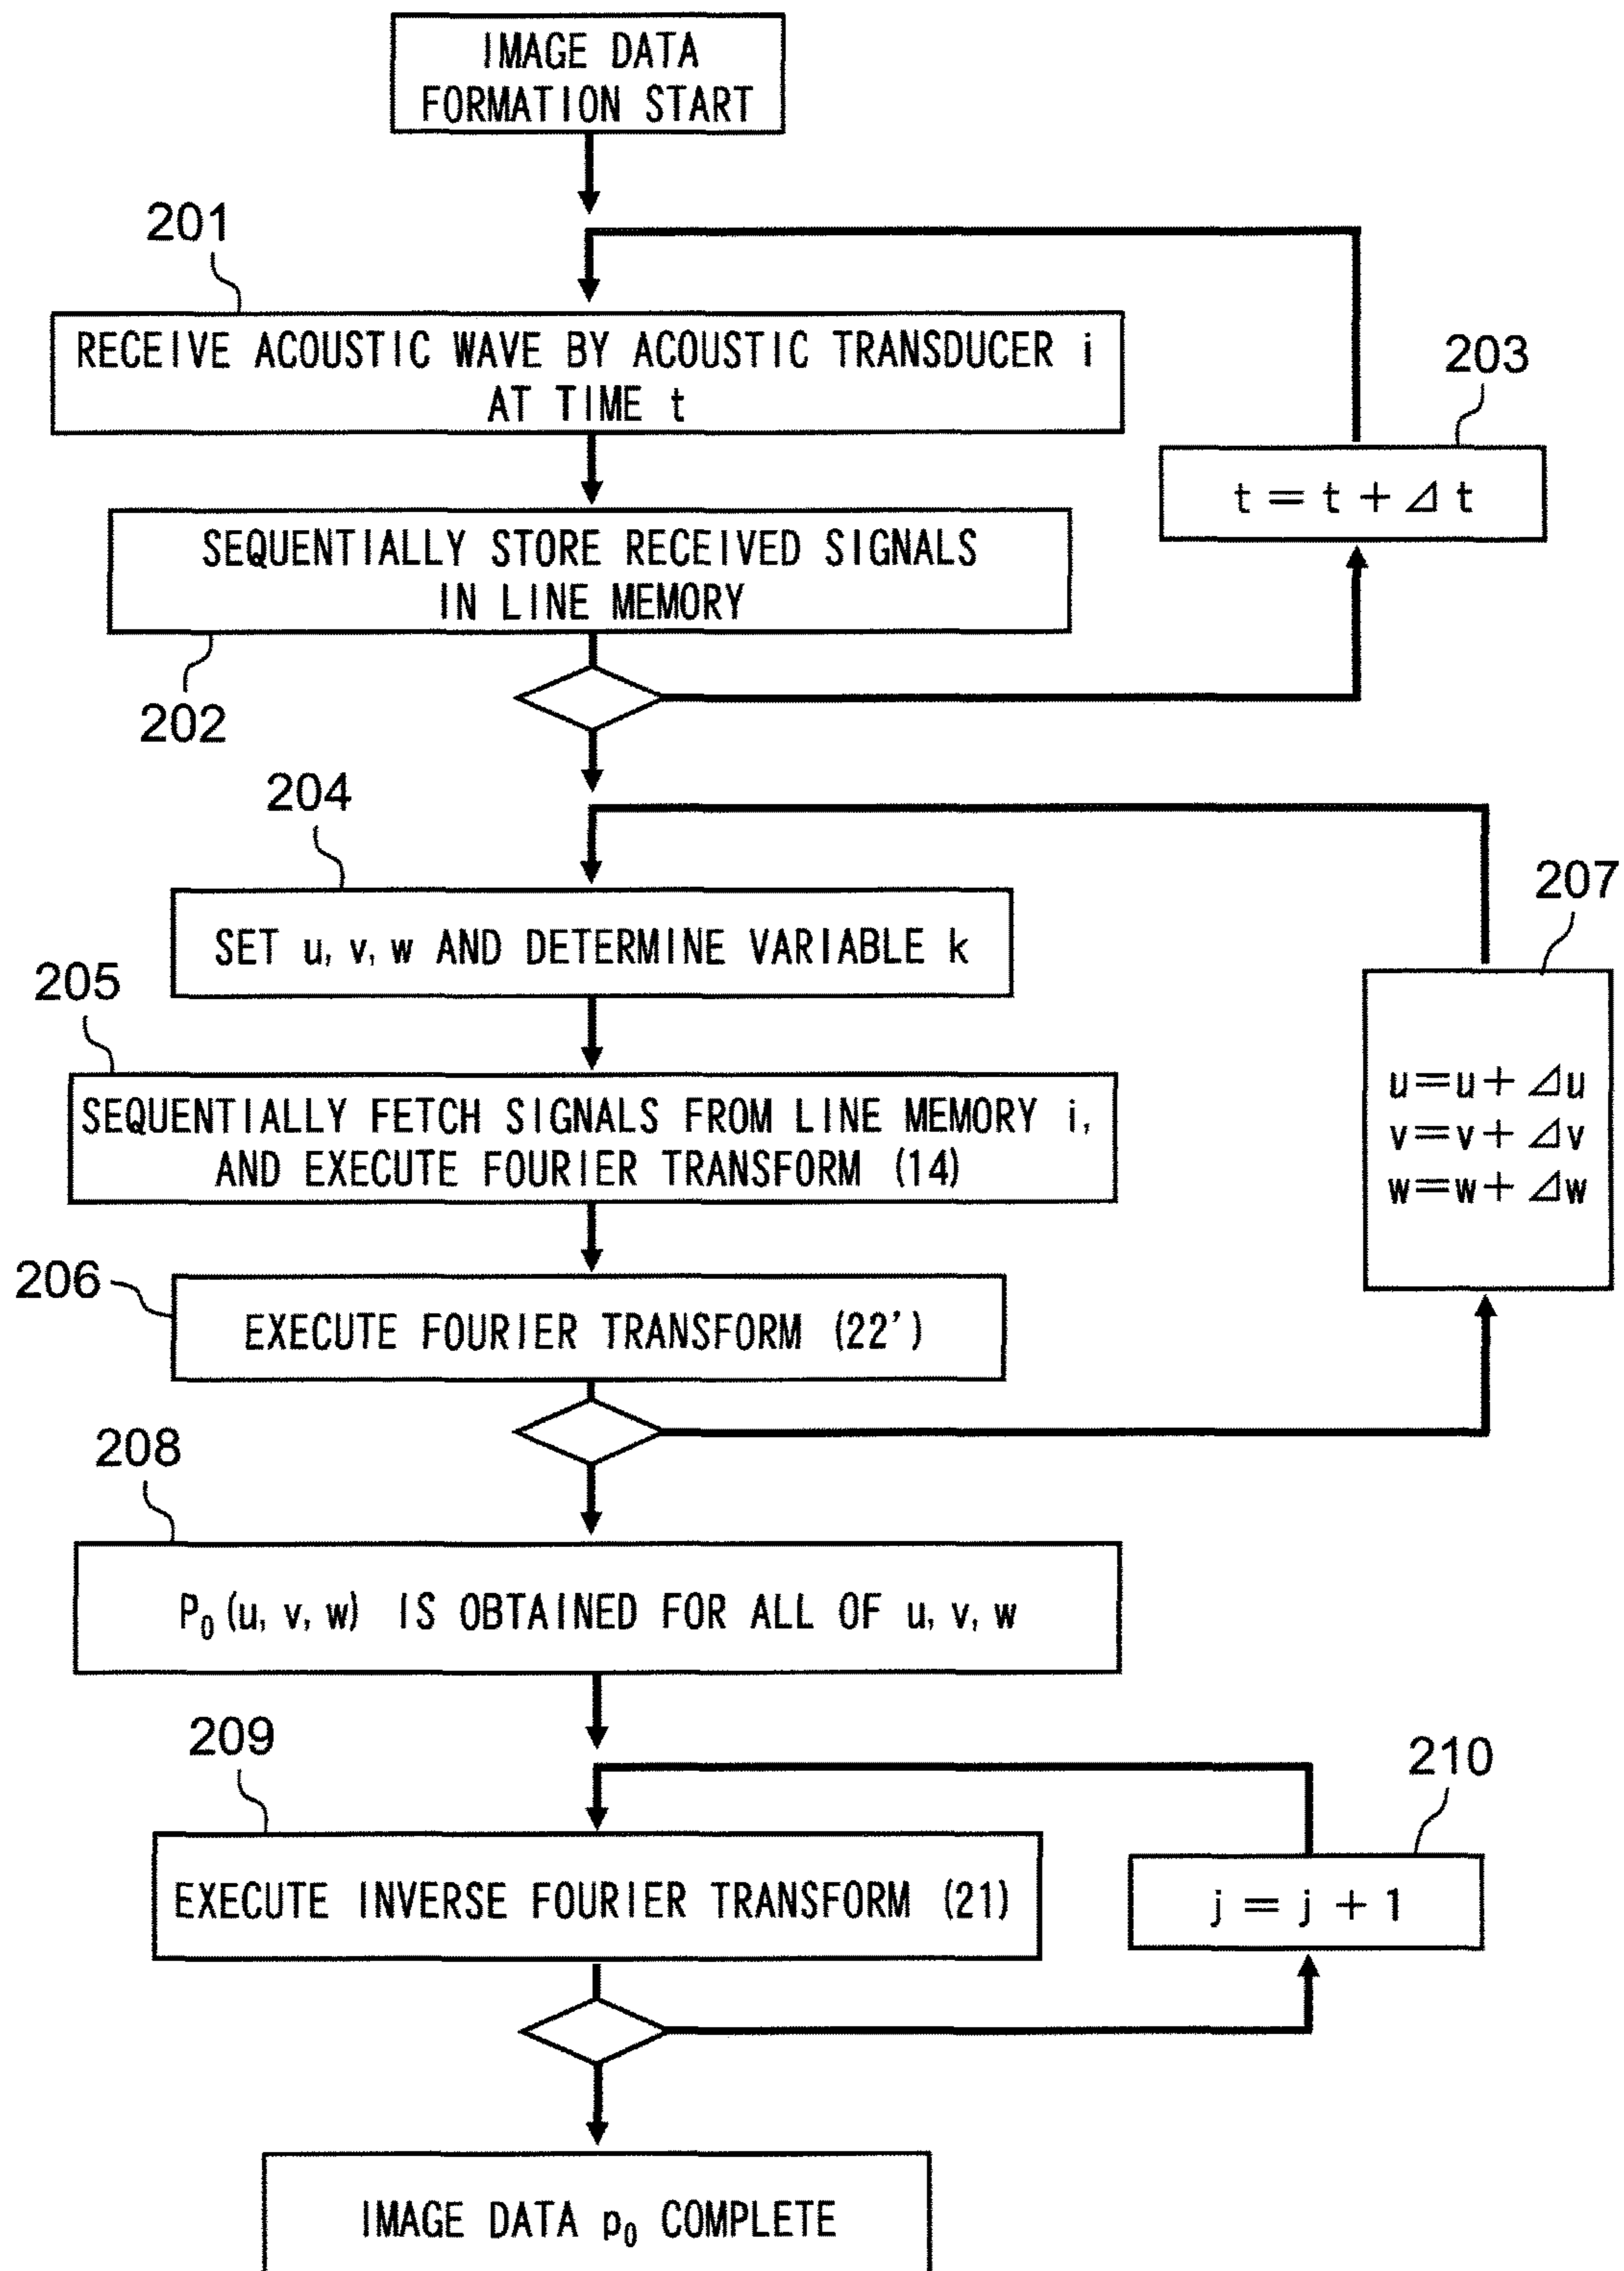 IMAGE DATA
FORMATION START
201
RECEIVE ACOUSTIC WAVE BY ACOUSTIC TRANSDUCER i
AT TIME t
203
t = t + ⊿ t
SEQUENTIALLY STORE RECEIVED SIGNALS
IN LINE MEMORY
202
204
SET u, v, w AND DETERMINE VARIABLE k
207
u=u+ ⊿u
v=v+ ⊿v
w=w+ ⊿w
205
SEQUENTIALLY FETCH SIGNALS FROM LINE MEMORY i,
AND EXECUTE FOURIER TRANSFORM (14)
206
EXECUTE FOURIER TRANSFORM (22')
208
P₀(u, v, w) IS OBTAINED FOR ALL OF u, v, w
209
EXECUTE INVERSE FOURIER TRANSFORM (21)
210
j = j + 1
IMAGE DATA p₀ COMPLETE